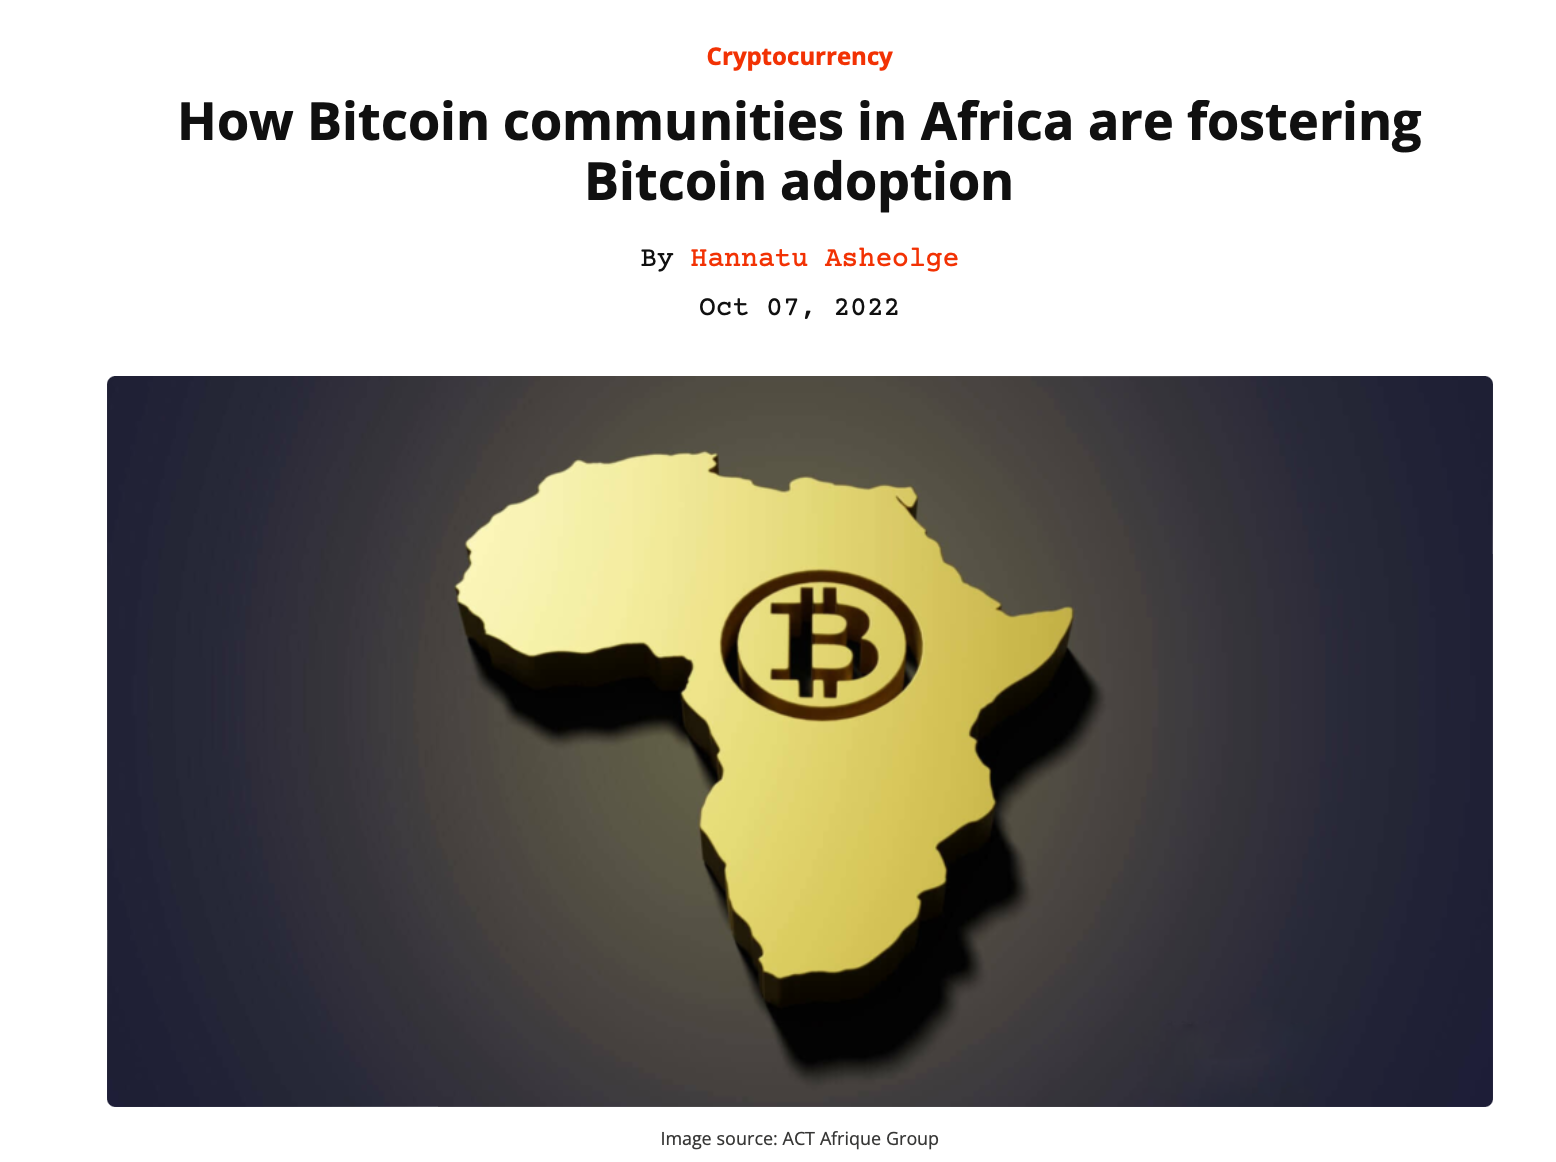 Cryptocurrency
How Bitcoin communities in Africa are fostering
Bitcoin adoption
By Hannatu Asheolge
Oct 07, 2022
Image source: ACT Afrique Group